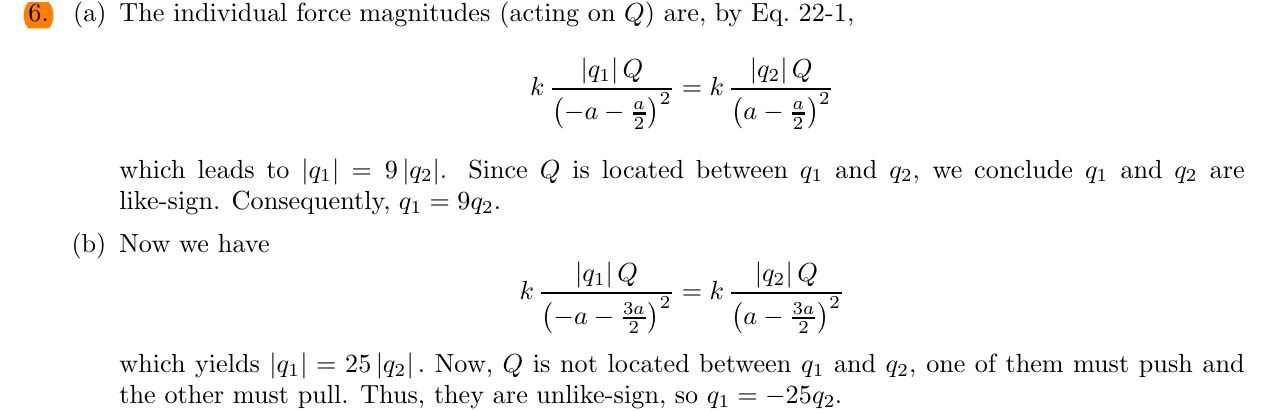 6. (a) The individual force magnitudes (acting on Q) are, by Eq. 22-1,
k |q₁| Q / (−a − a/2)² = k |q₂| Q / (a − a/2)²
which leads to |q₁| = 9 |q₂|. Since Q is located between q₁ and q₂, we conclude q₁ and q₂ are
like-sign. Consequently, q₁ = 9q₂.
(b) Now we have
k |q₁| Q / (−a − 3a/2)² = k |q₂| Q / (a − 3a/2)²
which yields |q₁| = 25 |q₂|. Now, Q is not located between q₁ and q₂, one of them must push and
the other must pull. Thus, they are unlike-sign, so q₁ = −25q₂.